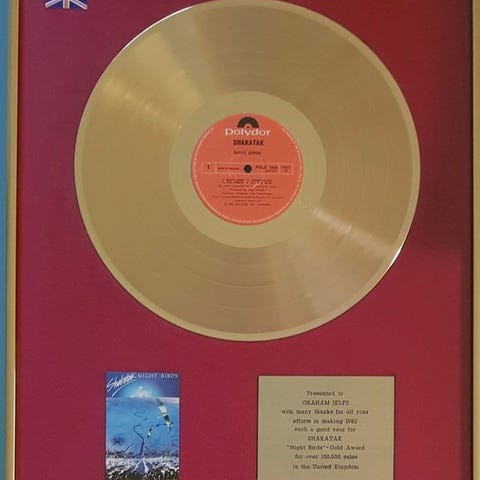 polydor
SHAKATAK
NIGHT BIRDS
1
Shakatak NIGHT BIRDS
Presented to
GRAHAM JELFS
with many thanks for all your
efforts in making 1982
such a good year for
SHAKATAK
"Night Birds"-Gold Award
for over 100,000 sales
in the United Kingdom